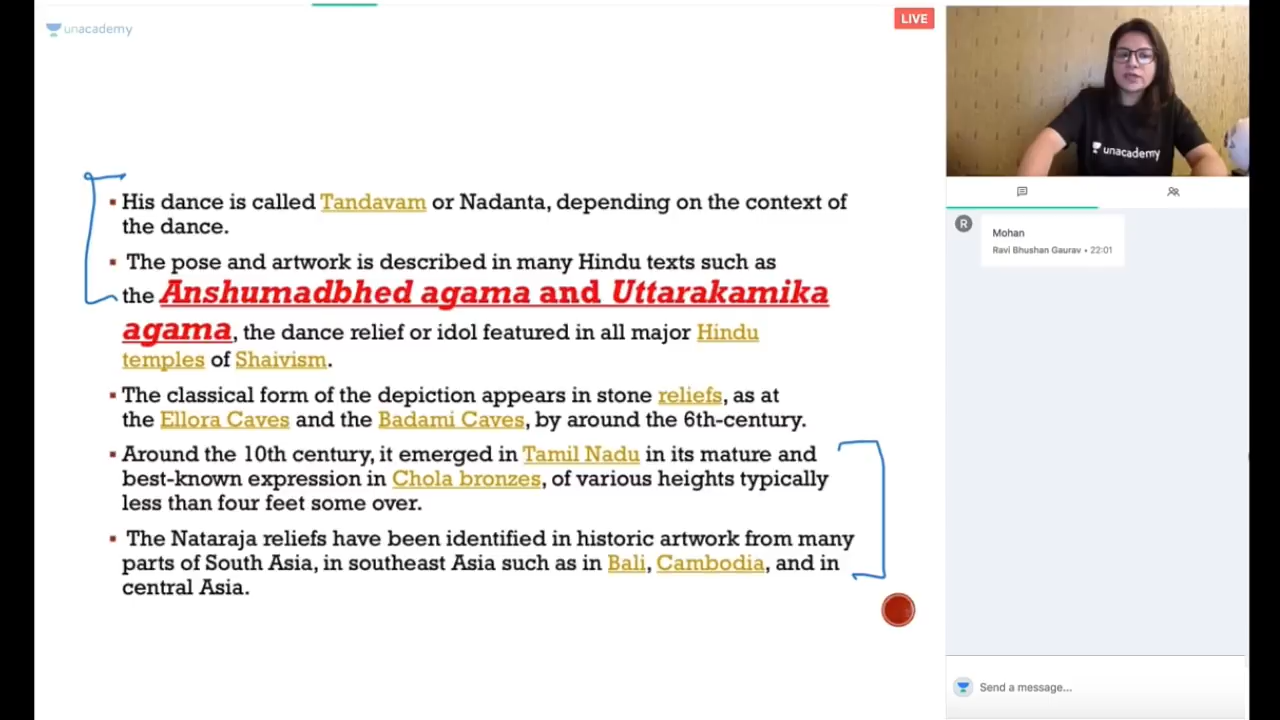 unacademy
LIVE
▪ His dance is called Tandavam or Nadanta, depending on the context of
the dance.
▪ The pose and artwork is described in many Hindu texts such as
the Anshumadbhed agama and Uttarakamika
agama, the dance relief or idol featured in all major Hindu
temples of Shaivism.
▪ The classical form of the depiction appears in stone reliefs, as at
the Ellora Caves and the Badami Caves, by around the 6th-century.
▪ Around the 10th century, it emerged in Tamil Nadu in its mature and
best-known expression in Chola bronzes, of various heights typically
less than four feet some over.
▪ The Nataraja reliefs have been identified in historic artwork from many
parts of South Asia, in southeast Asia such as in Bali, Cambodia, and in
central Asia.
unacademy
R
Mohan
Ravi Bhushan Gaurav • 22:01
Send a message...